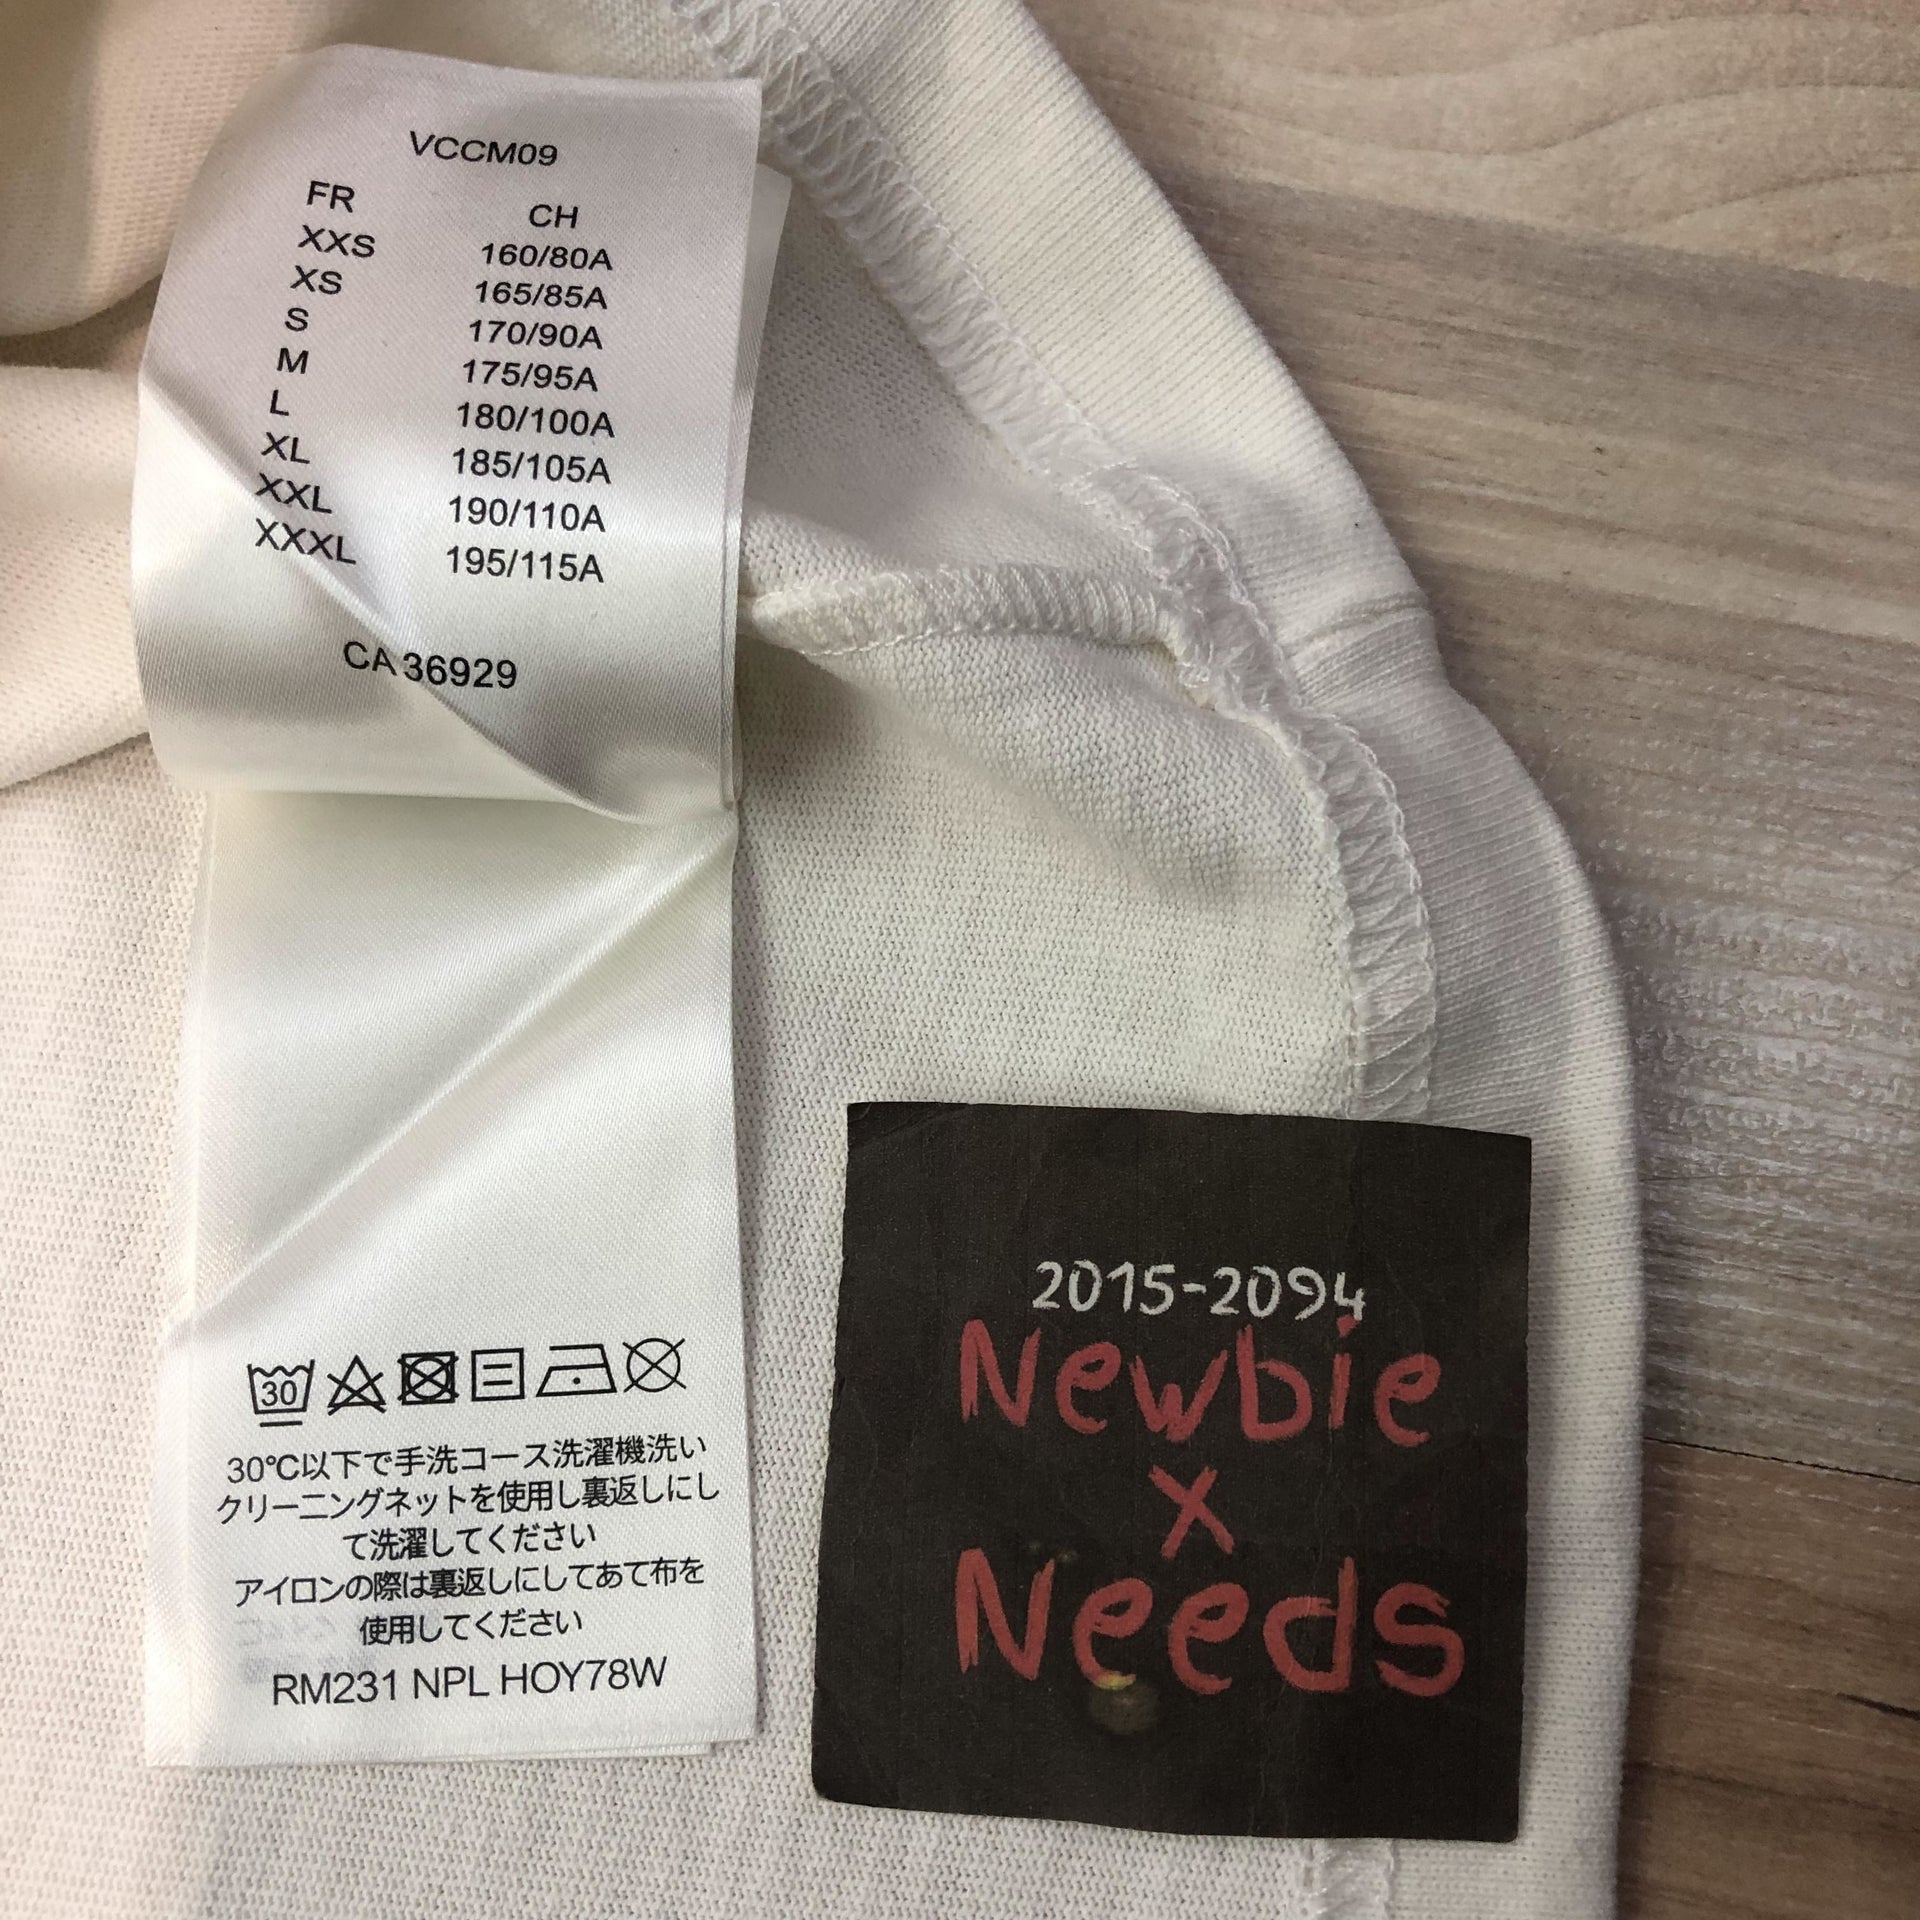 VCCM09
FR CH
XXS 160/80A
XS 165/85A
S 170/90A
M 175/95A
L 180/100A
XL 185/105A
XXL 190/110A
XXXL 195/115A
CA 36929
30
30℃以下で手洗コース洗濯機洗い
クリーニングネットを使用し裏返しにし
て洗濯してください
アイロンの際は裏返しにしてあて布を
使用してください
RM231 NPL HOY78W
2015-2094
Newbie
x
Needs